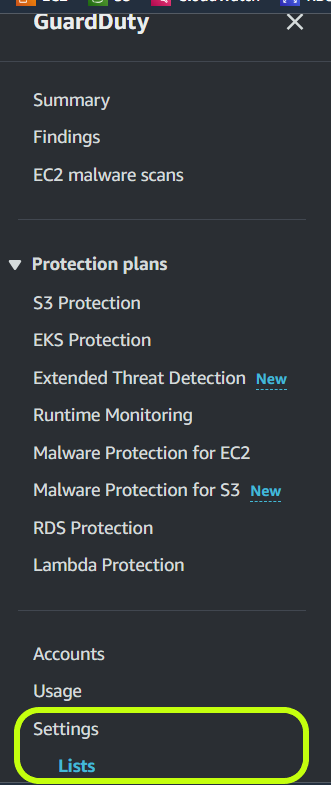 GuardDuty
Summary
Findings
EC2 malware scans
Protection plans
S3 Protection
EKS Protection
Extended Threat Detection New
Runtime Monitoring
Malware Protection for EC2
Malware Protection for S3 New
RDS Protection
Lambda Protection
Accounts
Usage
Settings
Lists